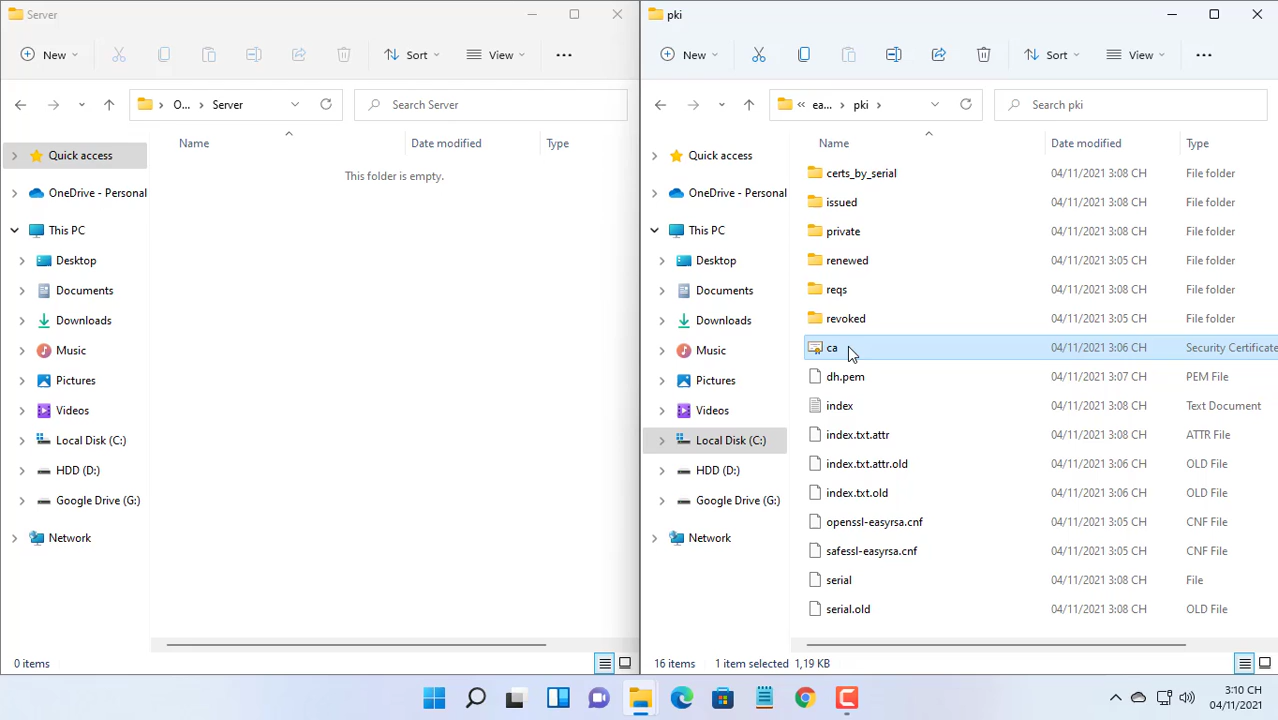 Server
New
Sort
View
O...
Server
Search Server
Quick access
OneDrive - Personal
This PC
Desktop
Documents
Downloads
Music
Pictures
Videos
Local Disk (C:)
HDD (D:)
Google Drive (G:)
Network
Name Date modified Type
This folder is empty.
0 items
pki
New
Sort
View
ea...
pki
Search pki
Quick access
OneDrive - Personal
This PC
Desktop
Documents
Downloads
Music
Pictures
Videos
Local Disk (C:)
HDD (D:)
Google Drive (G:)
Network
Name Date modified Type
certs_by_serial 04/11/2021 3:08 CH File folder
issued 04/11/2021 3:08 CH File folder
private 04/11/2021 3:08 CH File folder
renewed 04/11/2021 3:05 CH File folder
reqs 04/11/2021 3:08 CH File folder
revoked 04/11/2021 3:05 CH File folder
ca 04/11/2021 3:06 CH Security Certificate
dh.pem 04/11/2021 3:07 CH PEM File
index 04/11/2021 3:08 CH Text Document
index.txt.attr 04/11/2021 3:08 CH ATTR File
index.txt.attr.old 04/11/2021 3:06 CH OLD File
index.txt.old 04/11/2021 3:06 CH OLD File
openssl-easyrsa.cnf 04/11/2021 3:05 CH CNF File
safessl-easyrsa.cnf 04/11/2021 3:05 CH CNF File
serial 04/11/2021 3:08 CH File
serial.old 04/11/2021 3:08 CH OLD File
16 items 1 item selected 1,19 KB
3:10 CH
04/11/2021